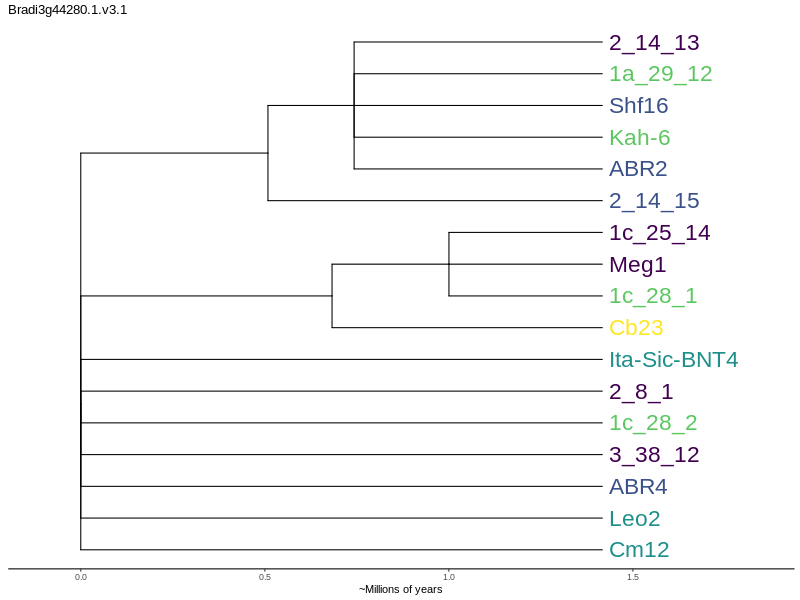 Bradi3g44280.1.v3.1
2_14_13
1a_29_12
Shf16
Kah-6
ABR2
2_14_15
1c_25_14
Meg1
1c_28_1
Cb23
Ita-Sic-BNT4
2_8_1
1c_28_2
3_38_12
ABR4
Leo2
Cm12
0.0 0.5 1.0 1.5
~Millions of years